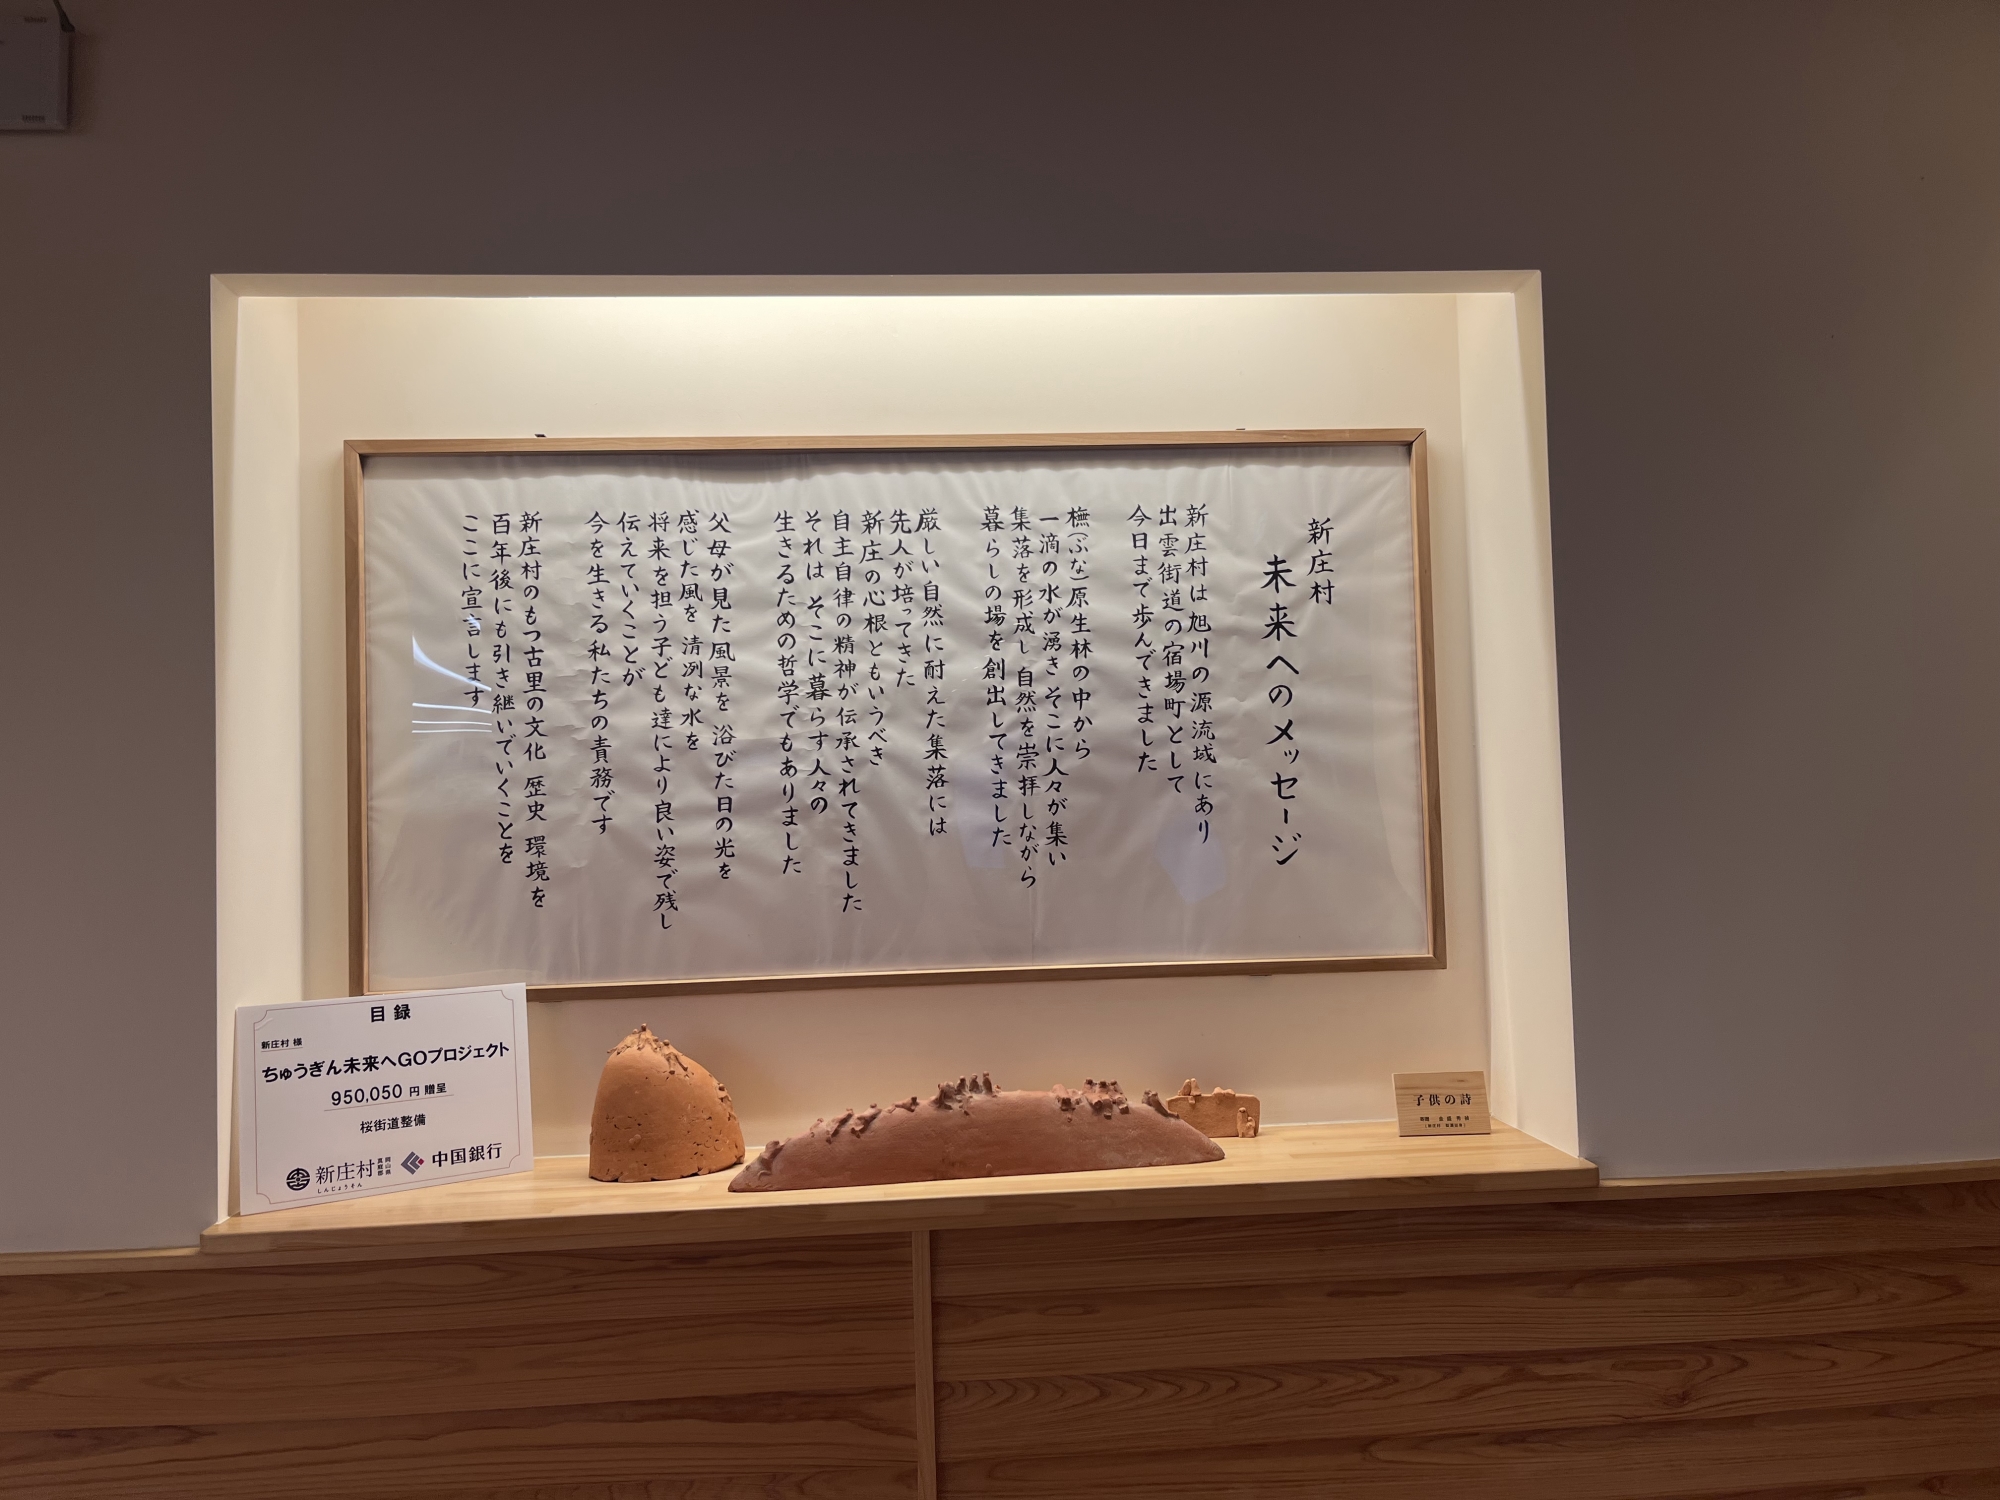 新庄村
未来へのメッセージ
新庄村は旭川の源流域にあり
出雲街道の宿場町として
今日まで歩んできました
橅(ぶな)原生林の中から
一滴の水が湧き そこに人々が集い
集落を形成し 自然を崇拝しながら
暮らしの場を創出してきました
厳しい自然に耐えた集落には
先人が培ってきた
新庄の心根ともいうべき
自主自律の精神が伝承されてきました
それは そこに暮らす人々の
生きるための哲学でもありました
父母が見た風景を 浴びた日の光を
感じた風を 清冽な水を
将来を担う子ども達により良い姿で残し
伝えていくことが
今を生きる私たちの責務です
新庄村のもつ古里の文化 歴史 環境を
百年後にも引き継いでいくことを
ここに宣言します
目録
新庄村 様
ちゅうぎん未来へGOプロジェクト
950,050 円 贈呈
桜街道整備
新庄村 岡山県真庭郡
しんじょうそん
中国銀行
子供の詩